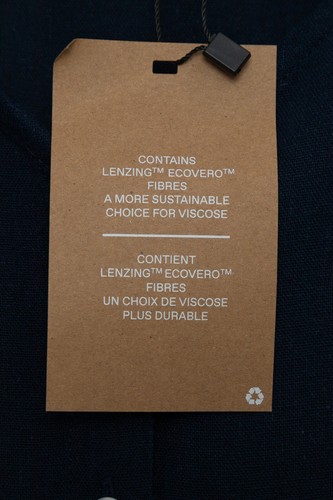 CONTAINS
LENZING™ ECOVERO™
FIBRES
A MORE SUSTAINABLE
CHOICE FOR VISCOSE
CONTIENT
LENZING™ ECOVERO™
FIBRES
UN CHOIX DE VISCOSE
PLUS DURABLE